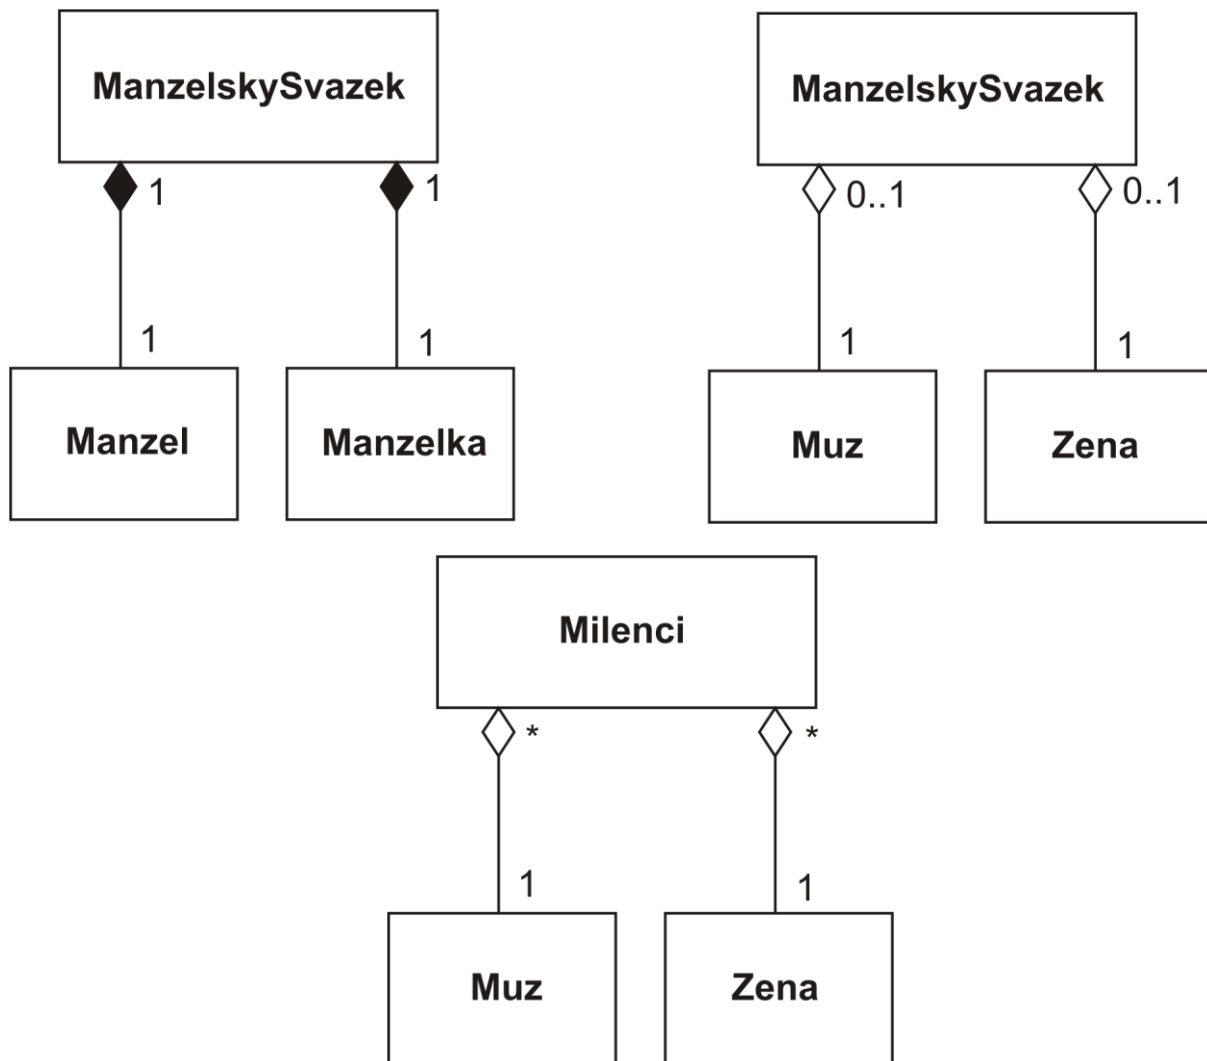 ManzelskySvazek
1 1
1 1
Manzel Manzelka
ManzelskySvazek
0..1 0..1
1 1
Muz Zena
Milenci
* *
1 1
Muz Zena